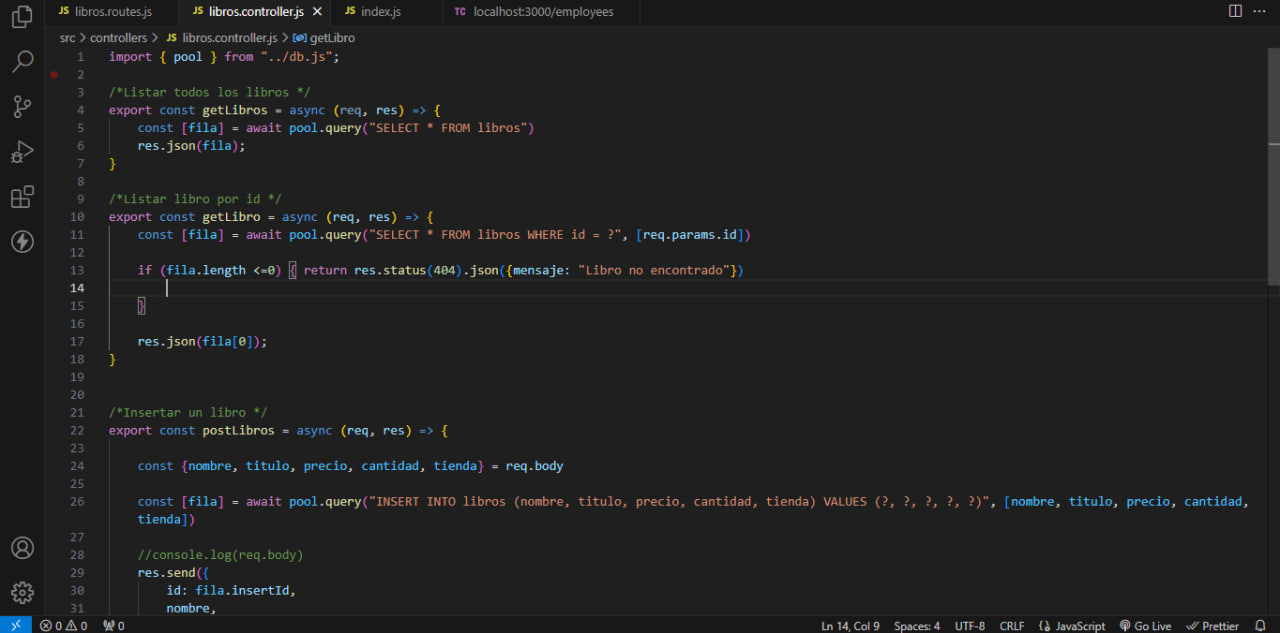 JS libros.routes.js JS libros.controller.js JS index.js TC localhost:3000/employees
src > controllers > JS libros.controller.js > getLibro
1 import { pool } from "../db.js";
2
3 /*Listar todos los libros */
4 export const getLibros = async (req, res) => {
5 const [fila] = await pool.query("SELECT * FROM libros")
6 res.json(fila);
7 }
8
9 /*Listar libro por id */
10 export const getLibro = async (req, res) => {
11 const [fila] = await pool.query("SELECT * FROM libros WHERE id = ?", [req.params.id])
12
13 if (fila.length <=0) { return res.status(404).json({mensaje: "Libro no encontrado"})
14
15 }
16
17 res.json(fila[0]);
18 }
19
20
21 /*Insertar un libro */
22 export const postLibros = async (req, res) => {
23
24 const {nombre, titulo, precio, cantidad, tienda} = req.body
25
26 const [fila] = await pool.query("INSERT INTO libros (nombre, titulo, precio, cantidad, tienda) VALUES (?, ?, ?, ?, ?)", [nombre, titulo, precio, cantidad,
tienda])
27
28 //console.log(req.body)
29 res.send({
30 id: fila.insertId,
31 nombre,
0 0 0 Ln 14, Col 9 Spaces: 4 UTF-8 CRLF {} JavaScript Go Live Prettier